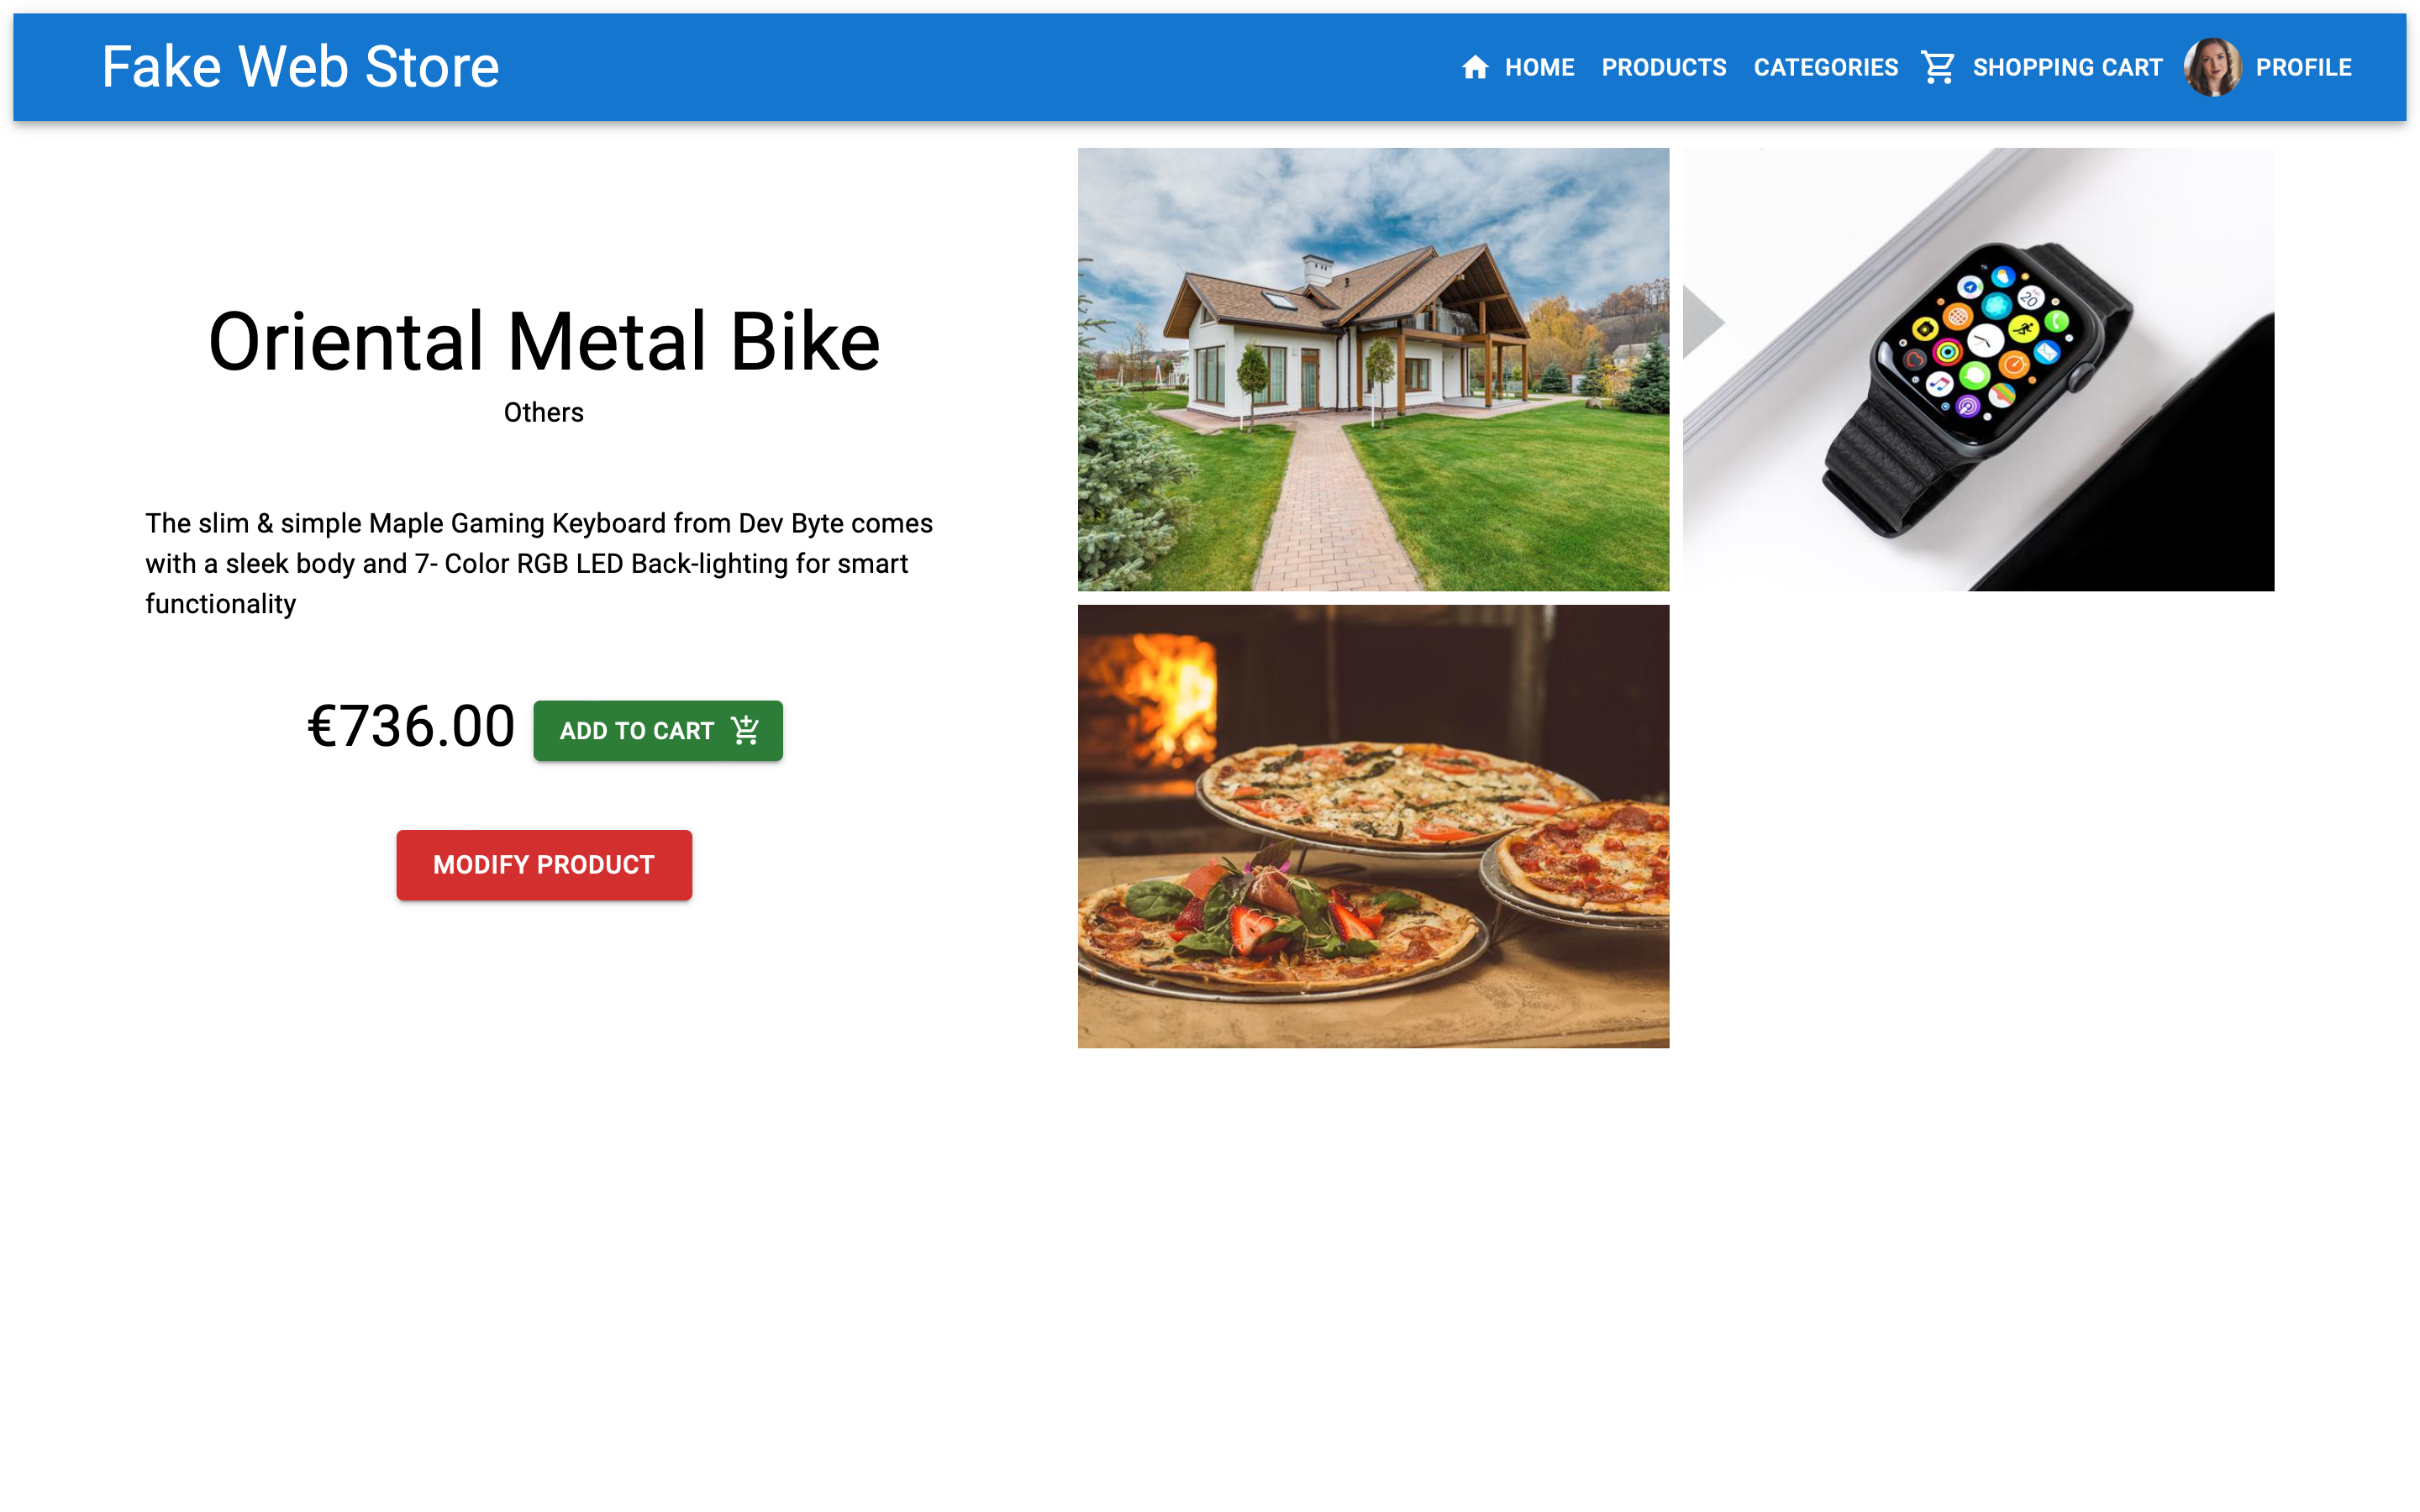 Fake Web Store
HOME PRODUCTS CATEGORIES SHOPPING CART PROFILE
Oriental Metal Bike
Others
The slim & simple Maple Gaming Keyboard from Dev Byte comes
with a sleek body and 7- Color RGB LED Back-lighting for smart
functionality
€736.00 ADD TO CART
MODIFY PRODUCT
20